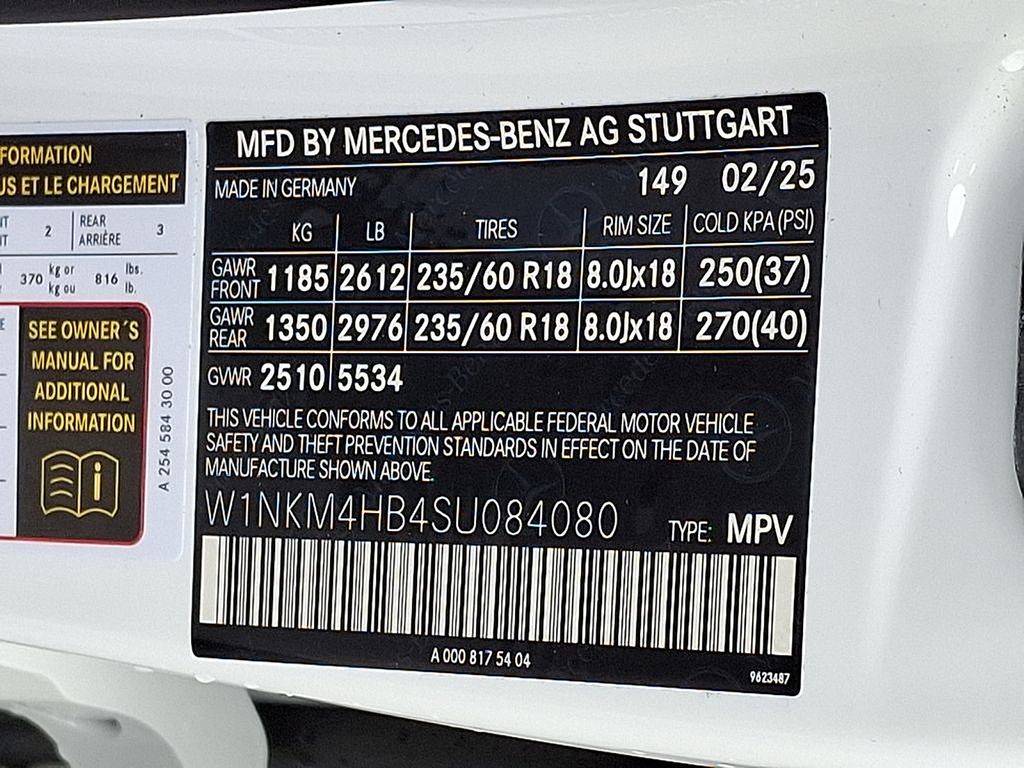 FORMATION
US ET LE CHARGEMENT
2
REAR
ARRIÈRE
3
370 kg or
kg ou
816 lbs.
lb.
SEE OWNER´S
MANUAL FOR
ADDITIONAL
INFORMATION
i
A 254 584 30 00
MFD BY MERCEDES-BENZ AG STUTTGART
MADE IN GERMANY 149 02/25
KG LB TIRES RIM SIZE COLD KPA (PSI)
GAWR FRONT 1185 2612 235/60 R18 8.0Jx18 250(37)
GAWR REAR 1350 2976 235/60 R18 8.0Jx18 270(40)
GVWR 2510 5534
THIS VEHICLE CONFORMS TO ALL APPLICABLE FEDERAL MOTOR VEHICLE
SAFETY AND THEFT PREVENTION STANDARDS IN EFFECT ON THE DATE OF
MANUFACTURE SHOWN ABOVE.
W1NKM4HB4SU084080 TYPE: MPV
A 000 817 54 04
9623487